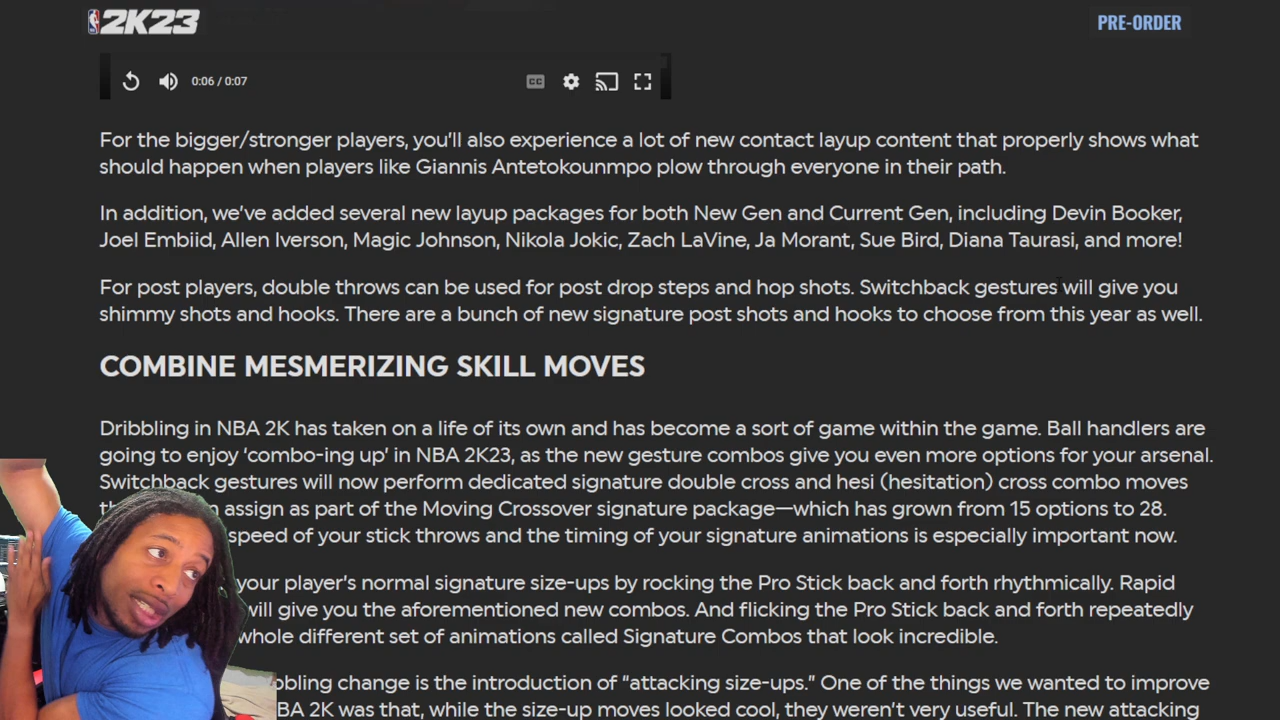 2K23
PRE-ORDER
0:06 / 0:07
CC
For the bigger/stronger players, you'll also experience a lot of new contact layup content that properly shows what
should happen when players like Giannis Antetokounmpo plow through everyone in their path.
In addition, we've added several new layup packages for both New Gen and Current Gen, including Devin Booker,
Joel Embiid, Allen Iverson, Magic Johnson, Nikola Jokic, Zach LaVine, Ja Morant, Sue Bird, Diana Taurasi, and more!
For post players, double throws can be used for post drop steps and hop shots. Switchback gestures will give you
shimmy shots and hooks. There are a bunch of new signature post shots and hooks to choose from this year as well.
COMBINE MESMERIZING SKILL MOVES
Dribbling in NBA 2K has taken on a life of its own and has become a sort of game within the game. Ball handlers are
going to enjoy 'combo-ing up' in NBA 2K23, as the new gesture combos give you even more options for your arsenal.
Switchback gestures will now perform dedicated signature double cross and hesi (hesitation) cross combo moves
assign as part of the Moving Crossover signature package—which has grown from 15 options to 28.
speed of your stick throws and the timing of your signature animations is especially important now.
your player's normal signature size-ups by rocking the Pro Stick back and forth rhythmically. Rapid
will give you the aforementioned new combos. And flicking the Pro Stick back and forth repeatedly
whole different set of animations called Signature Combos that look incredible.
change is the introduction of "attacking size-ups." One of the things we wanted to improve
2K was that, while the size-up moves looked cool, they weren't very useful. The new attacking